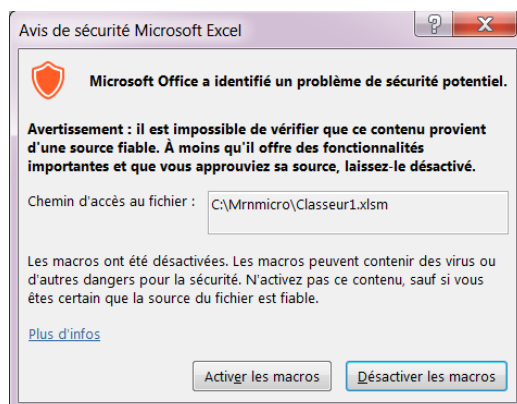 Avis de sécurité Microsoft Excel
Microsoft Office a identifié un problème de sécurité potentiel.
Avertissement : il est impossible de vérifier que ce contenu provient
d'une source fiable. À moins qu'il offre des fonctionnalités
importantes et que vous approuviez sa source, laissez-le désactivé.
Chemin d'accès au fichier : C:\Mrnmicro\Classeur1.xlsm
Les macros ont été désactivées. Les macros peuvent contenir des virus ou
d'autres dangers pour la sécurité. N'activez pas ce contenu, sauf si vous
êtes certain que la source du fichier est fiable.
Plus d'infos
Activer les macros Désactiver les macros